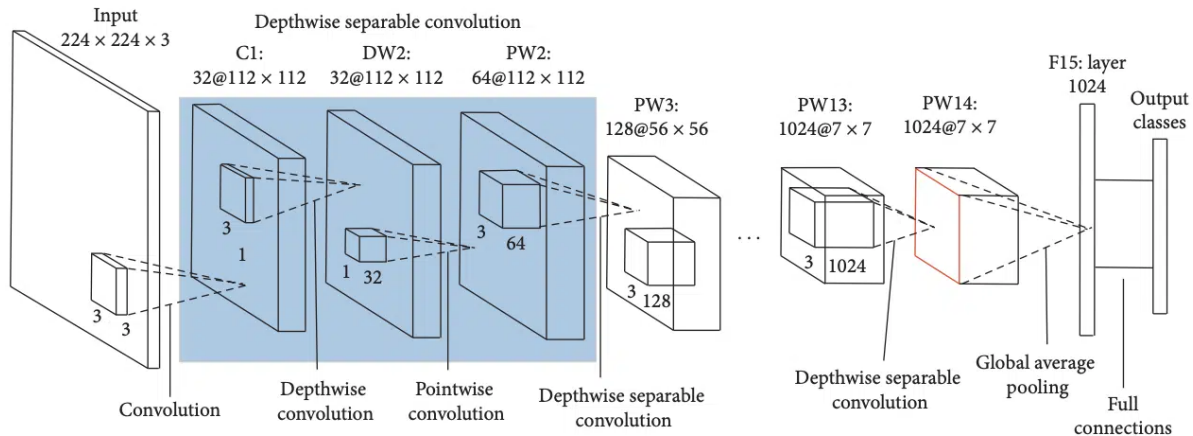 Input
224 × 224 × 3
Depthwise separable convolution
C1:
32@112 × 112
DW2:
32@112 × 112
PW2:
64@112 × 112
PW3:
128@56 × 56
PW13:
1024@7 × 7
PW14:
1024@7 × 7
F15: layer
1024
Output
classes
3
3
3
1
1
32
3
64
3
128
...
3
1024
Convolution
Depthwise
convolution
Pointwise
convolution
Depthwise separable
convolution
Depthwise separable
convolution
Global average
pooling
Full
connections